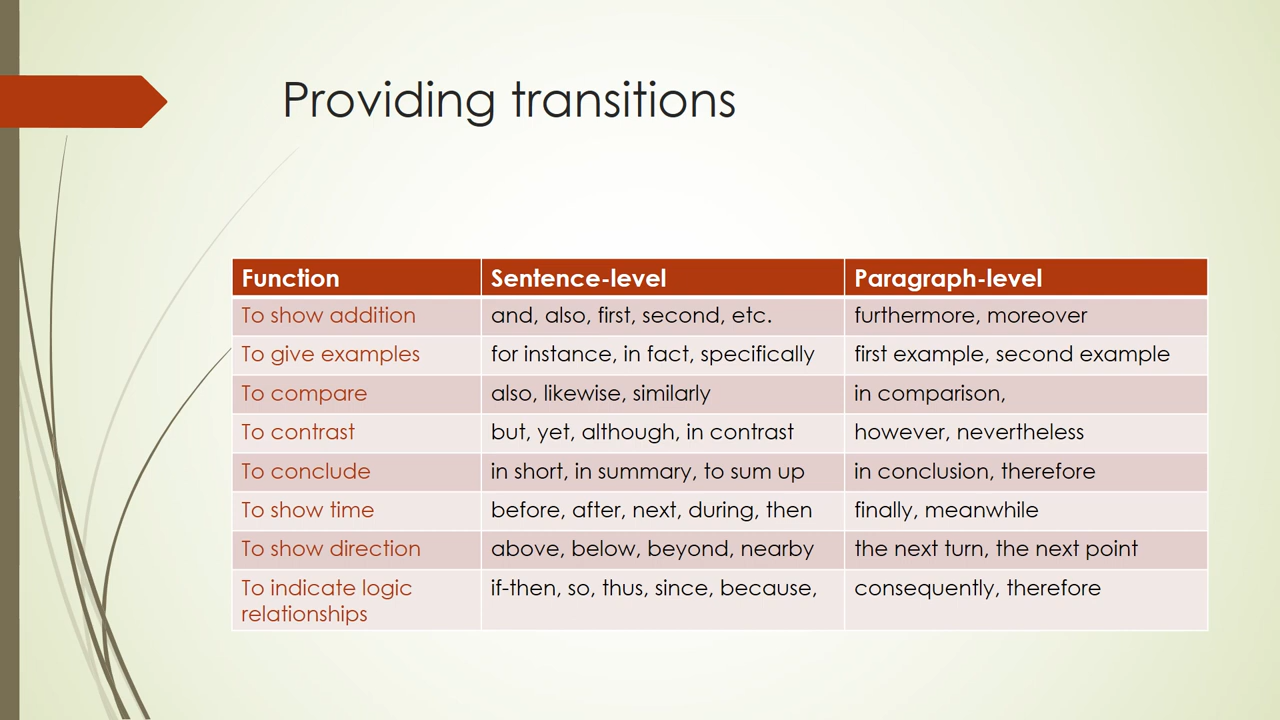 Providing transitions
Function Sentence-level Paragraph-level
To show addition and, also, first, second, etc. furthermore, moreover
To give examples for instance, in fact, specifically first example, second example
To compare also, likewise, similarly in comparison,
To contrast but, yet, although, in contrast however, nevertheless
To conclude in short, in summary, to sum up in conclusion, therefore
To show time before, after, next, during, then finally, meanwhile
To show direction above, below, beyond, nearby the next turn, the next point
To indicate logic if-then, so, thus, since, because, consequently, therefore
relationships